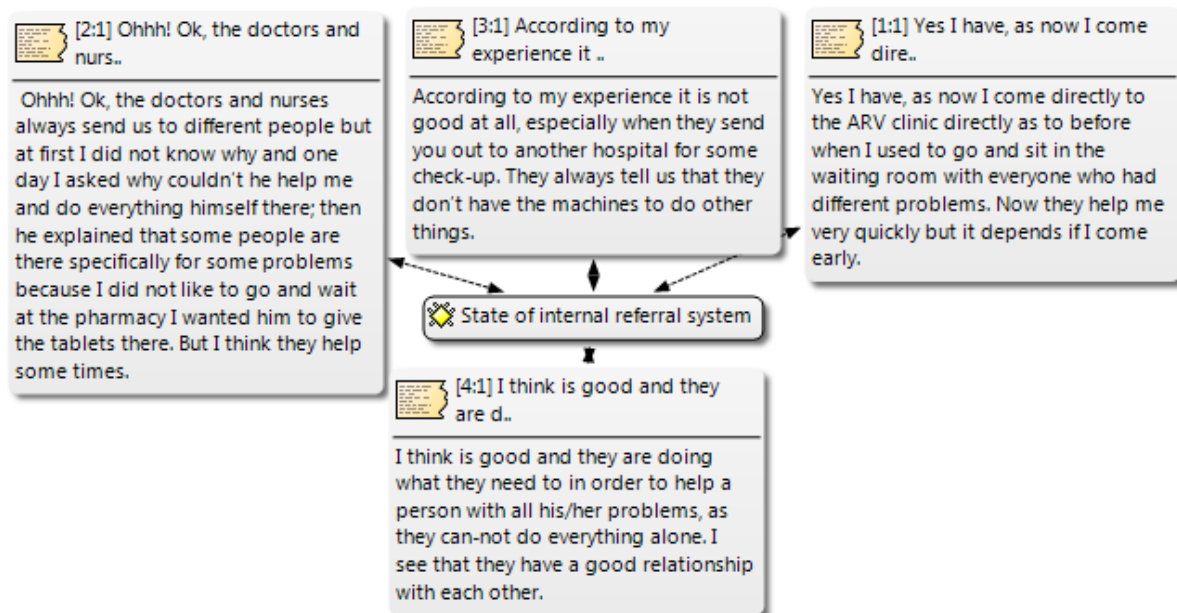 [2:1] Ohhh! Ok, the doctors and
nurs..
Ohhh! Ok, the doctors and nurses
always send us to different people but
at first I did not know why and one
day I asked why couldn't he help me
and do everything himself there; then
he explained that some people are
there specifically for some problems
because I did not like to go and wait
at the pharmacy I wanted him to give
the tablets there. But I think they help
some times.
[3:1] According to my
experience it ..
According to my experience it is not
good at all, especially when they send
you out to another hospital for some
check-up. They always tell us that they
don't have the machines to do other
things.
[1:1] Yes I have, as now I come
dire..
Yes I have, as now I come directly to
the ARV clinic directly as to before
when I used to go and sit in the
waiting room with everyone who had
different problems. Now they help me
very quickly but it depends if I come
early.
State of internal referral system
[4:1] I think is good and they
are d..
I think is good and they are doing
what they need to in order to help a
person with all his/her problems, as
they can-not do everything alone. I
see that they have a good relationship
with each other.